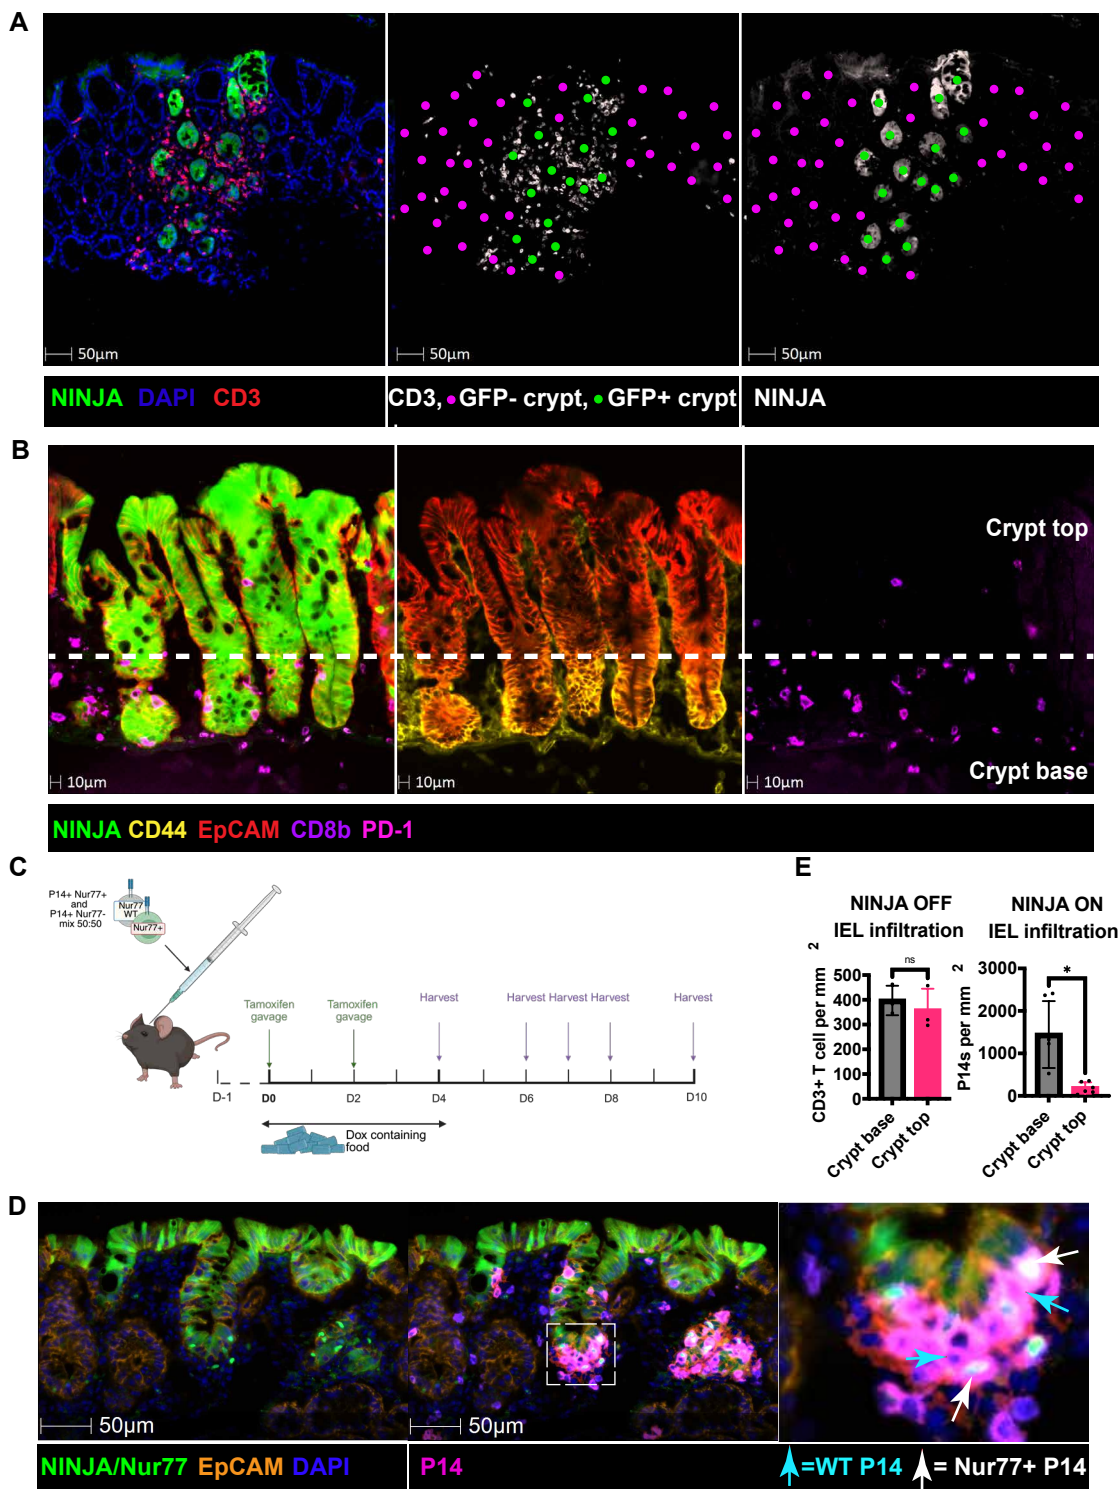 A
50µm
50µm
50µm
NINJA DAPI CD3
CD3, GFP- crypt, GFP+ crypt
NINJA
B
Crypt top
Crypt base
10µm
10µm
10µm
NINJA CD44 EpCAM CD8b PD-1
C
P14+ Nur77+
and
P14+ Nur77-
mix 50:50
Nur77
WT
Nur77+
Tamoxifen
gavage
Tamoxifen
gavage
Harvest
Harvest Harvest Harvest
Harvest
D-1
D0
D2
D4
D6
D8
D10
Dox containing
food
E
NINJA OFF
IEL infiltration
CD3+ T cell per mm 2
500
400
300
200
100
0
ns
Crypt base
Crypt top
NINJA ON
IEL infiltration
P14s per mm 2
3000
2000
1000
0
*
Crypt base
Crypt top
D
50µm
50µm
NINJA/Nur77 EpCAM DAPI
P14
=WT P14 = Nur77+ P14